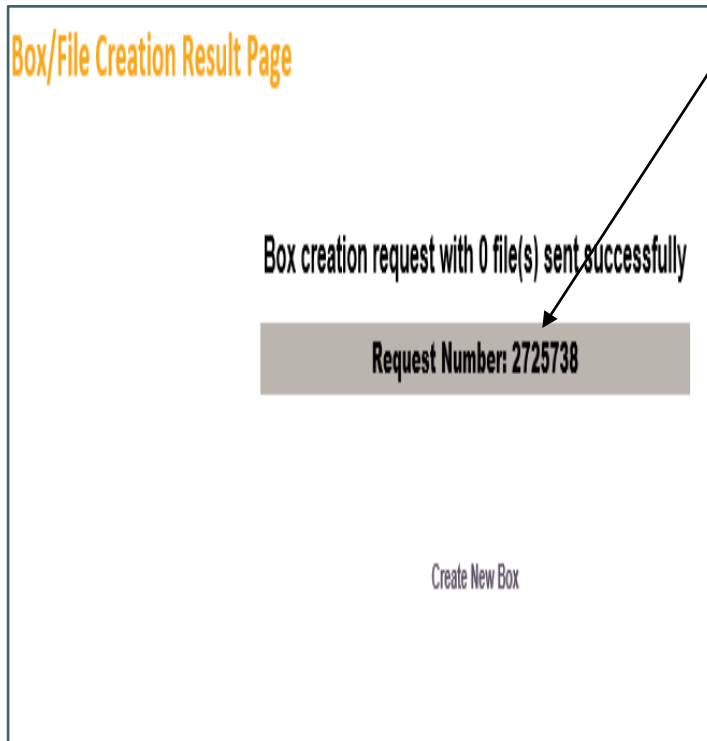 Box/File Creation Result Page
Box creation request with 0 file(s) sent successfully
Request Number: 2725738
Create New Box